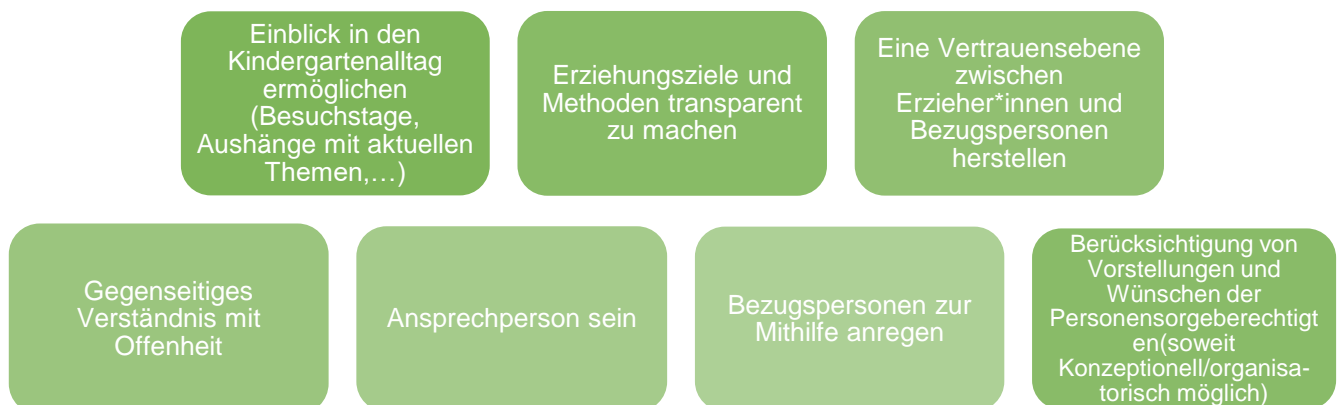 Einblick in den
Kindergartenalltag
ermöglichen
(Besuchstage,
Aushänge mit aktuellen
Themen,…)
Erziehungsziele und
Methoden transparent
zu machen
Eine Vertrauensebene
zwischen
Erzieher*innen und
Bezugspersonen
herstellen
Gegenseitiges
Verständnis mit
Offenheit
Ansprechperson sein
Bezugspersonen zur
Mithilfe anregen
Berücksichtigung von
Vorstellungen und
Wünschen der
Personensorgeberechtigt
en(soweit
Konzeptionell/organisa-
torisch möglich)